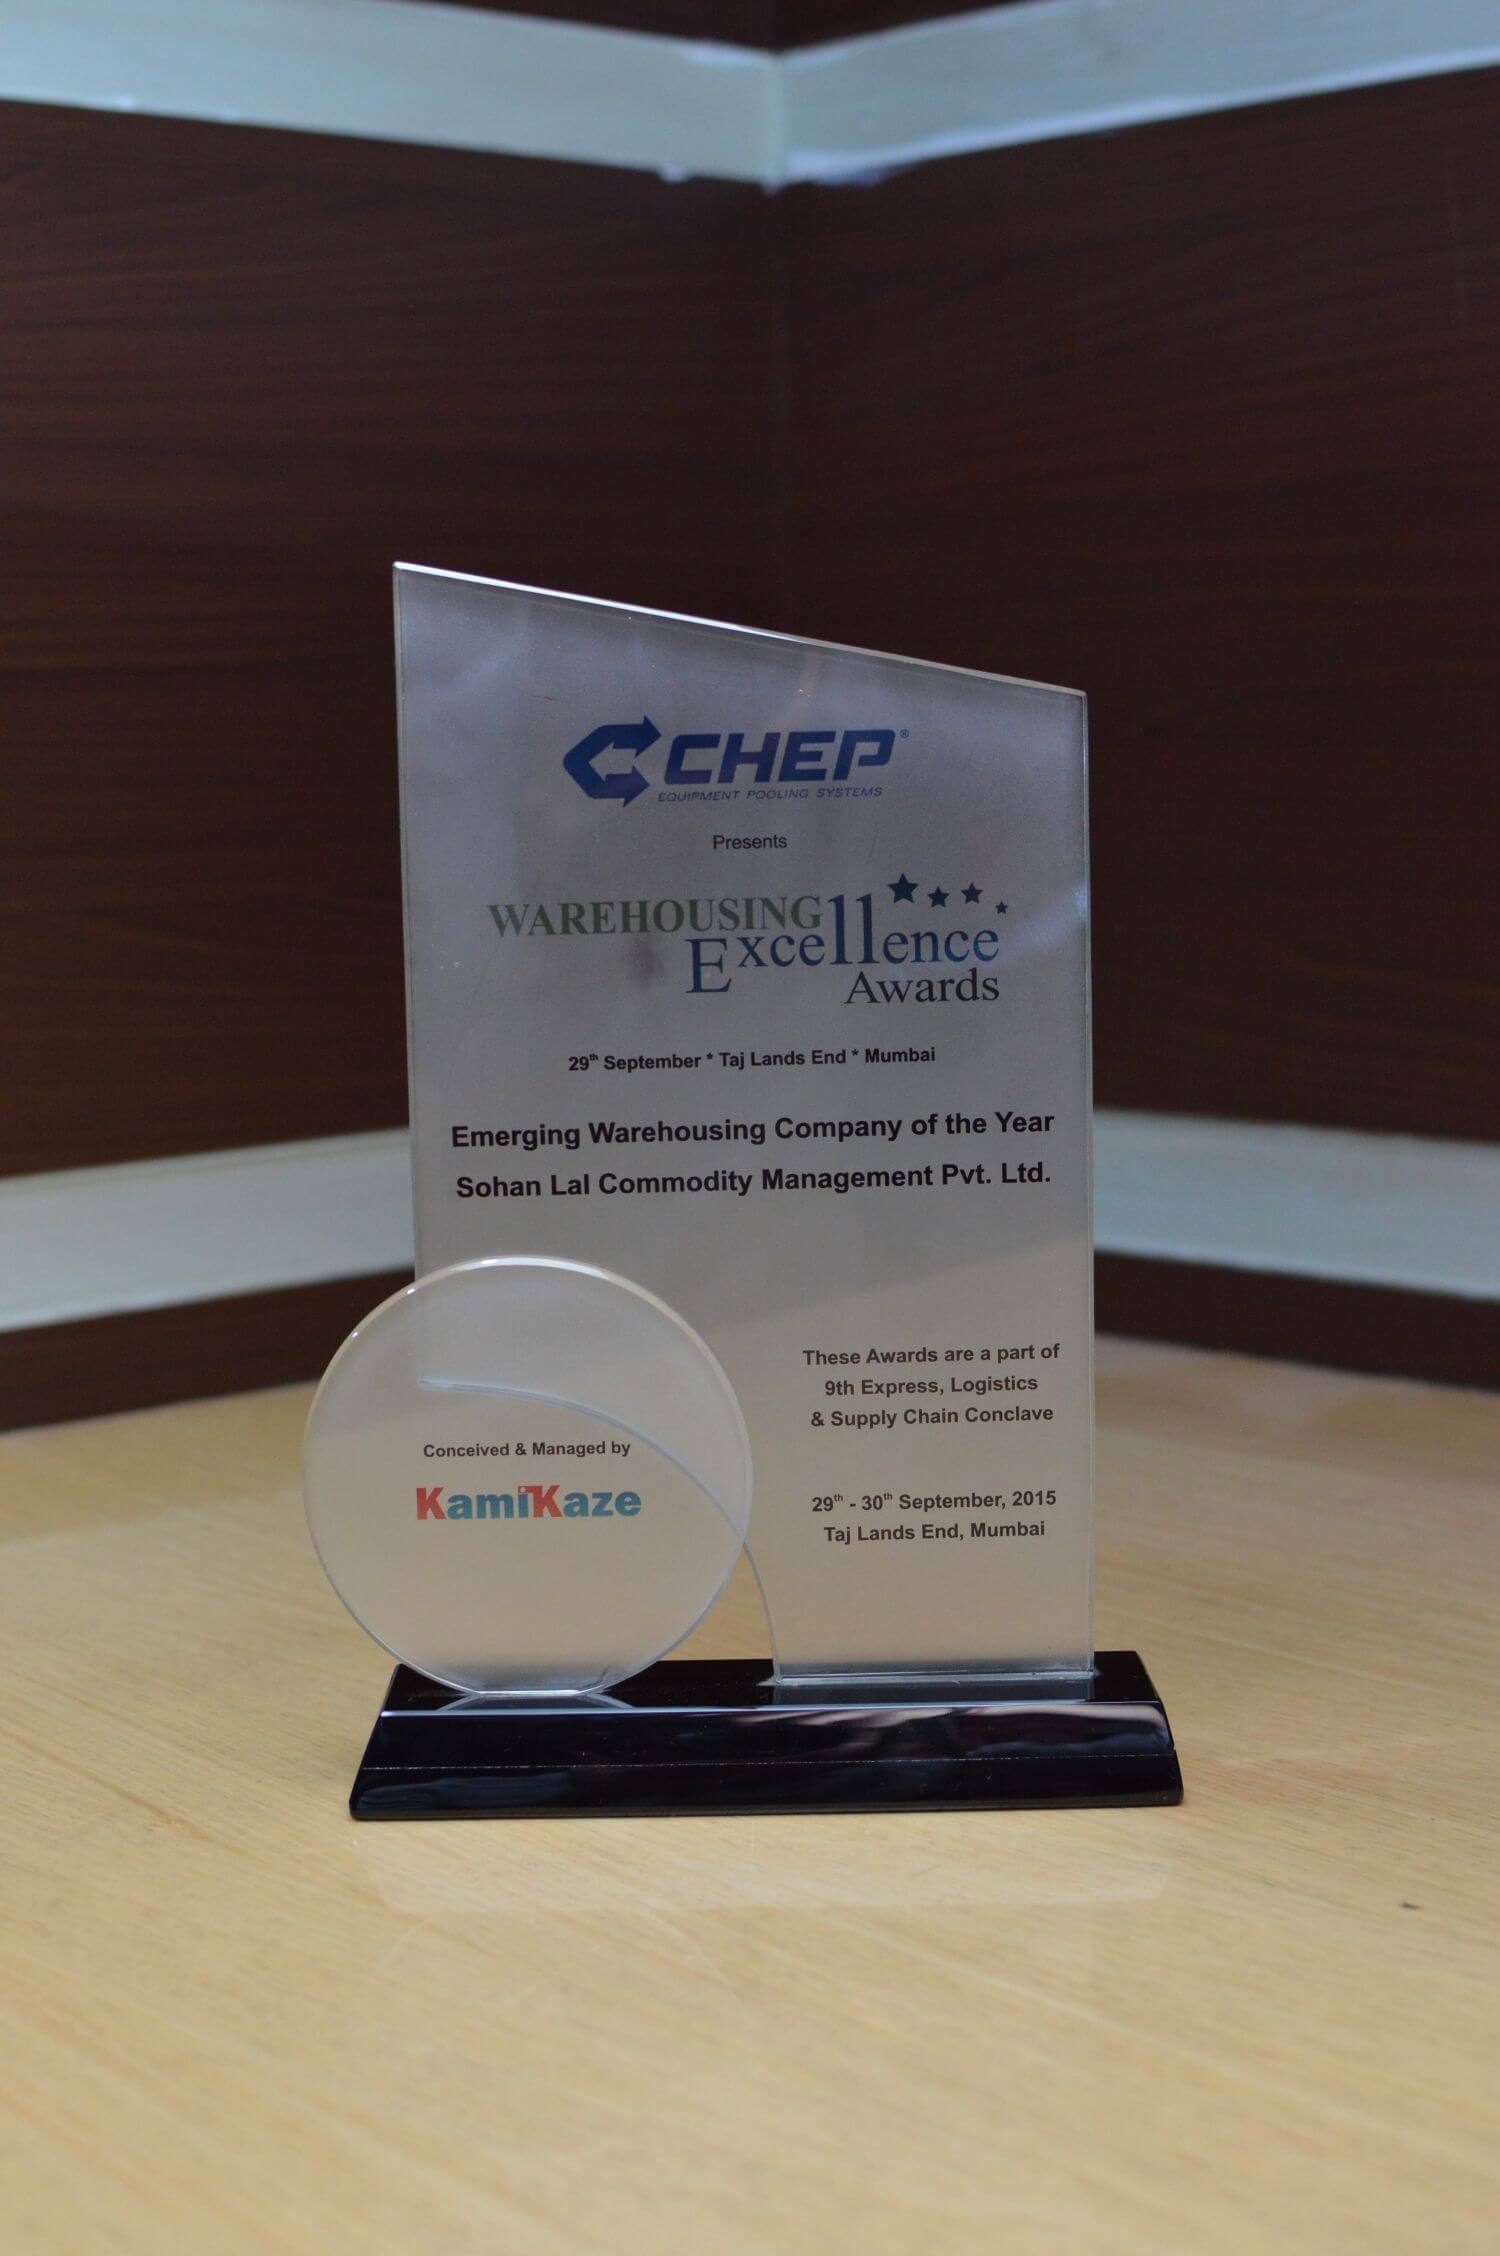 CHEP®
EQUIPMENT POOLING SYSTEMS
Presents
WAREHOUSING
Excellence
Awards
29th September * Taj Lands End * Mumbai
Emerging Warehousing Company of the Year
Sohan Lal Commodity Management Pvt. Ltd.
These Awards are a part of
9th Express, Logistics
& Supply Chain Conclave
29th - 30th September, 2015
Taj Lands End, Mumbai
Conceived & Managed by
KamiKaze